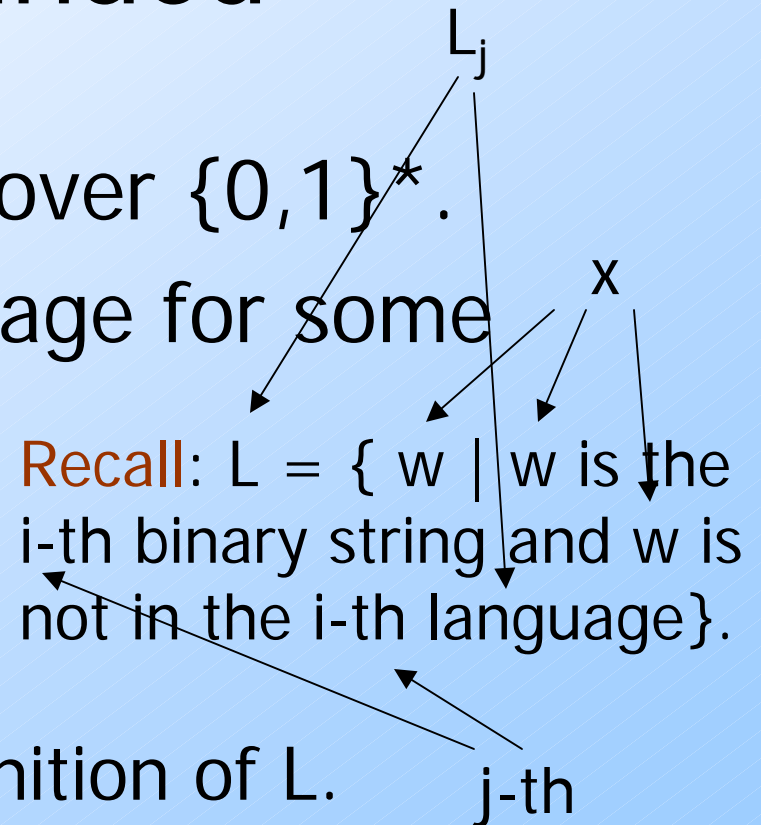 L_j
over {0,1}*.
x
age for some
Recall: L = { w | w is the
i-th binary string and w is
not in the i-th language}.
nition of L.
j-th